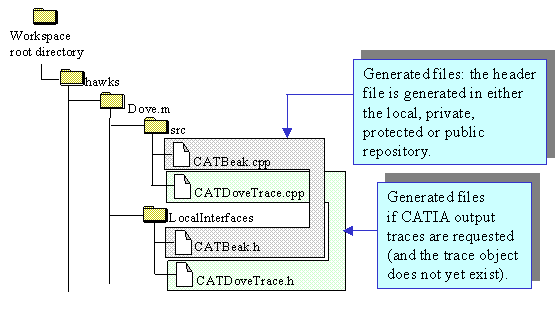 Workspace
root directory
hawks
Dove.m
src
CATBeak.cpp
CATDoveTrace.cpp
LocalInterfaces
CATBeak.h
CATDoveTrace.h
Generated files: the header
file is generated in either
the local, private,
protected or public
repository.
Generated files
if CATIA output
traces are requested
(and the trace object
does not yet exist).